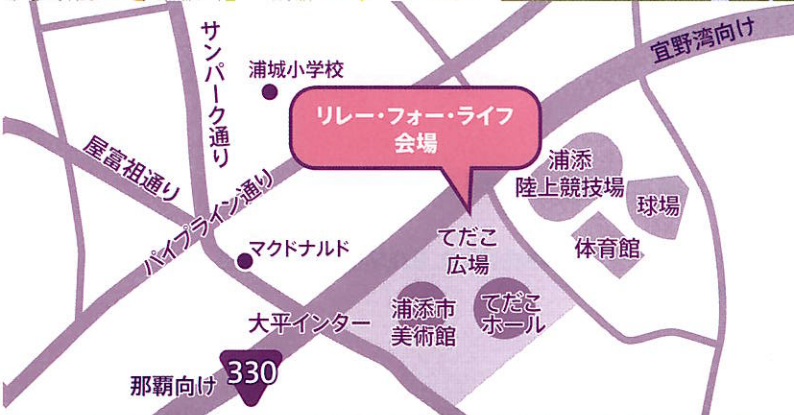 サンパーク通り
浦城小学校
宜野湾向け
リレー・フォー・ライフ
会場
屋富祖通り
パイプライン通り
浦添
陸上競技場
球場
体育館
マクドナルド
てだこ
広場
大平インター
浦添市
美術館
てだこ
ホール
那覇向け
330